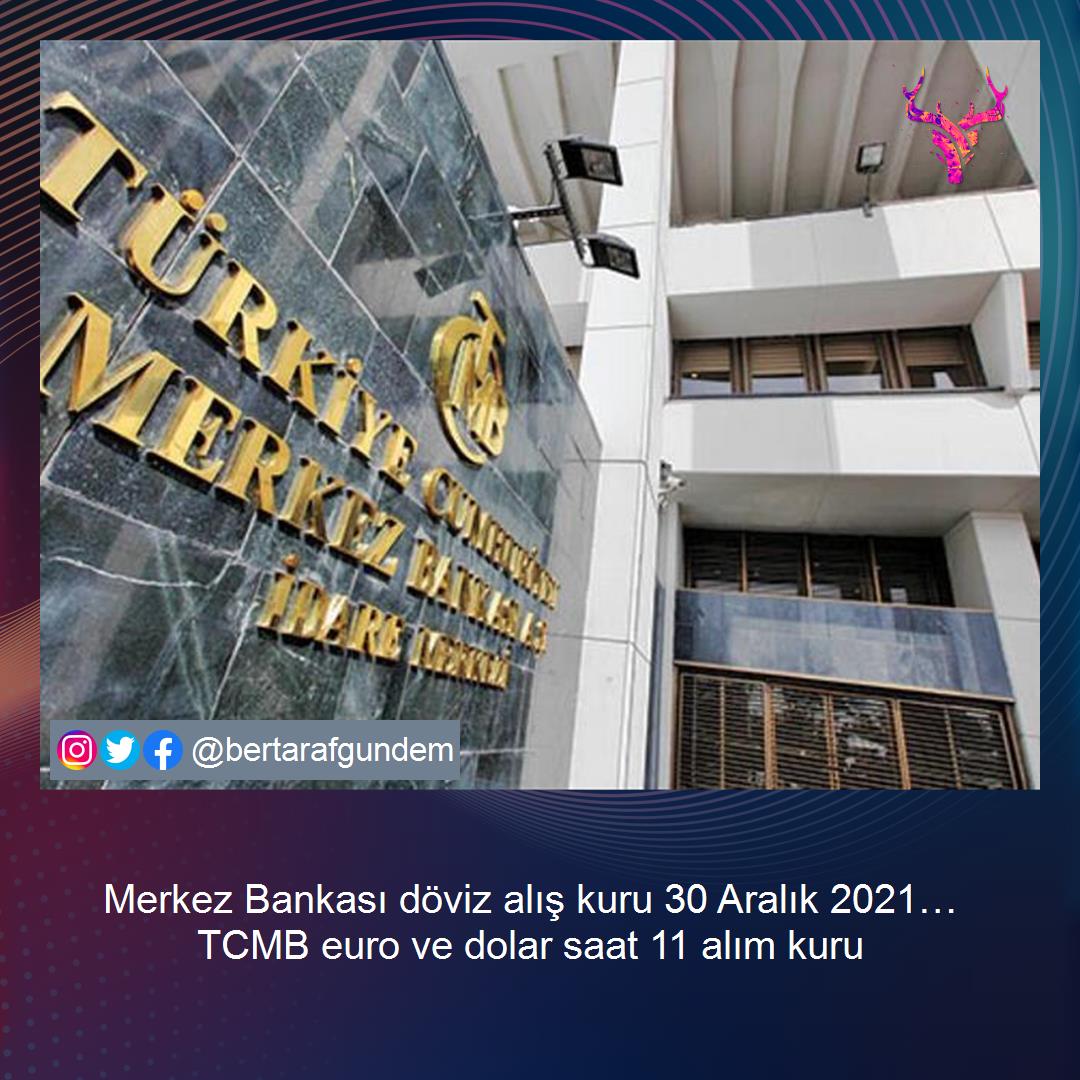 TÜRKİYE CUMHURİYETİ
MERKEZ BANKASI A.Ş.
İDARE MERKEZİ
@bertarafgundem
Merkez Bankası döviz alış kuru 30 Aralık 2021…
TCMB euro ve dolar saat 11 alım kuru